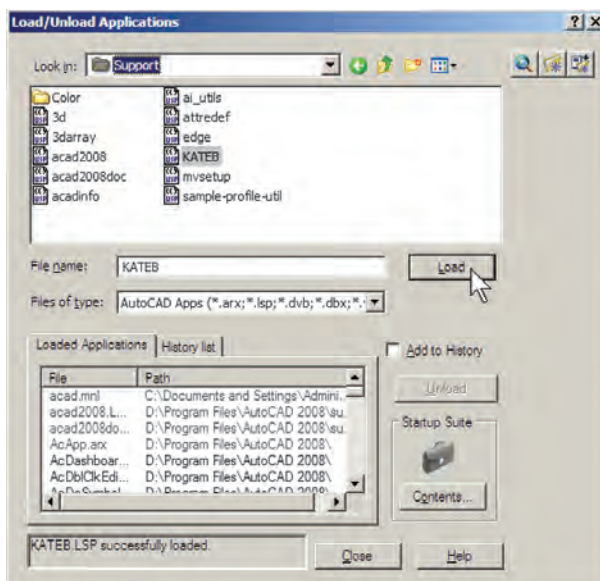 Load/Unload Applications
Look in: Support
Color
3d
3darray
acad2008
acad2008doc
acadinfo
ai_utils
attredef
edge
KATEB
mvsetup
sample-profile-util
File name: KATEB
Load
Files of type: AutoCAD Apps (*.arx;*.lsp;*.dvb;*.dbx;*.
Loaded Applications History list
Add to History
File Path
acad.mnl C:\Documents and Settings\Admini.
acad2008.L... D:\Program Files\AutoCAD 2008\su.
acad2008do... D:\Program Files\AutoCAD 2008\su.
AcApp.arx D:\Program Files\AutoCAD 2008\
AcDashboar... D:\Program Files\AutoCAD 2008\
AcDblClkEdi... D:\Program Files\AutoCAD 2008\
D:\Program Files\AutoCAD 2008\
Unload
Startup Suite
Contents...
KATEB.LSP successfully loaded.
Close
Help